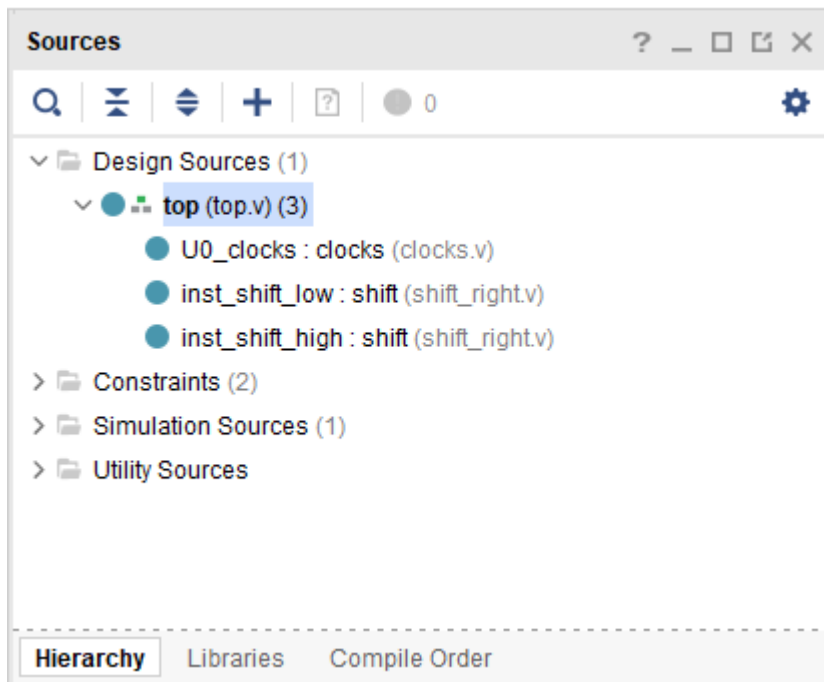 Sources
? 0
Design Sources (1)
top (top.v) (3)
U0_clocks : clocks (clocks.v)
inst_shift_low : shift (shift_right.v)
inst_shift_high : shift (shift_right.v)
Constraints (2)
Simulation Sources (1)
Utility Sources
Hierarchy Libraries Compile Order